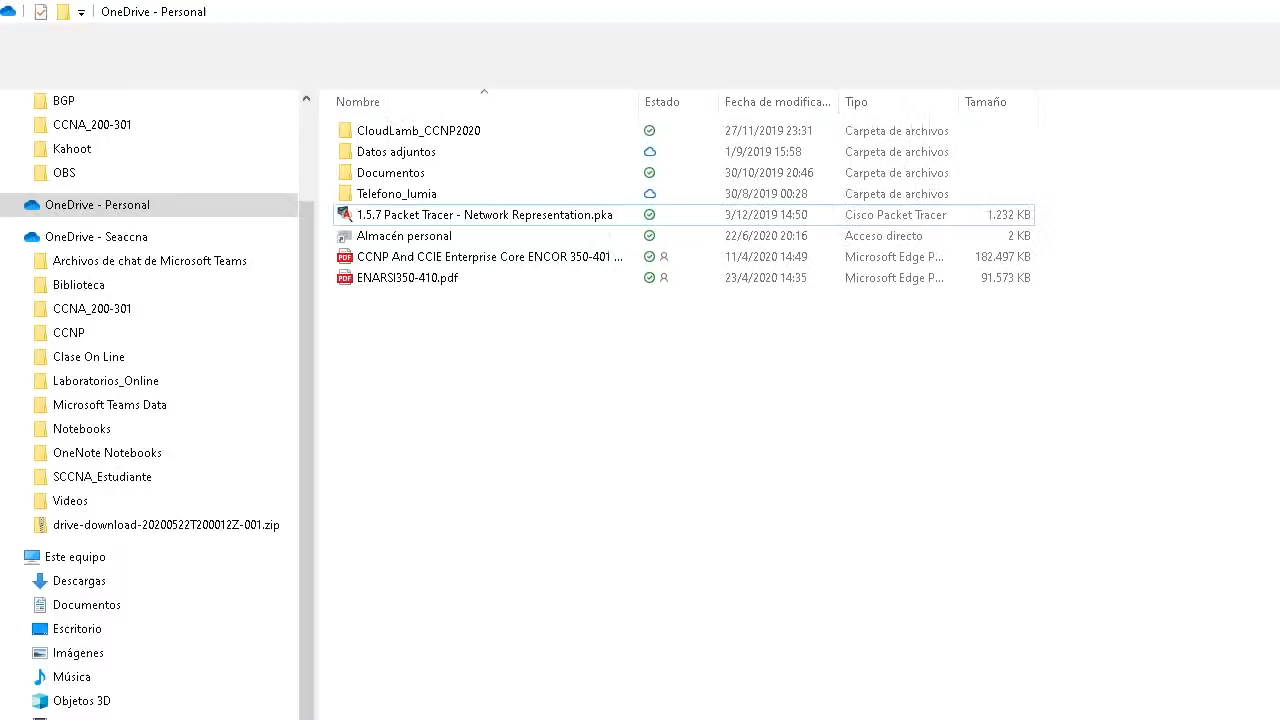 OneDrive - Personal
BGP
CCNA_200-301
Kahoot
OBS
OneDrive - Personal
OneDrive - Seaccna
Archivos de chat de Microsoft Teams
Biblioteca
CCNA_200-301
CCNP
Clase On Line
Laboratorios_Online
Microsoft Teams Data
Notebooks
OneNote Notebooks
SCCNA_Estudiante
Videos
drive-download-20200522T200012Z-001.zip
Este equipo
Descargas
Documentos
Escritorio
Imágenes
Música
Objetos 3D
Nombre Estado Fecha de modifica... Tipo Tamaño
CloudLamb_CCNP2020 27/11/2019 23:31 Carpeta de archivos
Datos adjuntos 1/9/2019 15:58 Carpeta de archivos
Documentos 30/10/2019 20:46 Carpeta de archivos
Telefono_lumia 30/8/2019 00:28 Carpeta de archivos
1.5.7 Packet Tracer - Network Representation.pka 3/12/2019 14:50 Cisco Packet Tracer 1.232 KB
Almacén personal 22/6/2020 20:16 Acceso directo 2 KB
PDF CCNP And CCIE Enterprise Core ENCOR 350-401 ... 11/4/2020 14:49 Microsoft Edge P... 182.497 KB
PDF ENARSI350-410.pdf 23/4/2020 14:35 Microsoft Edge P... 91.573 KB